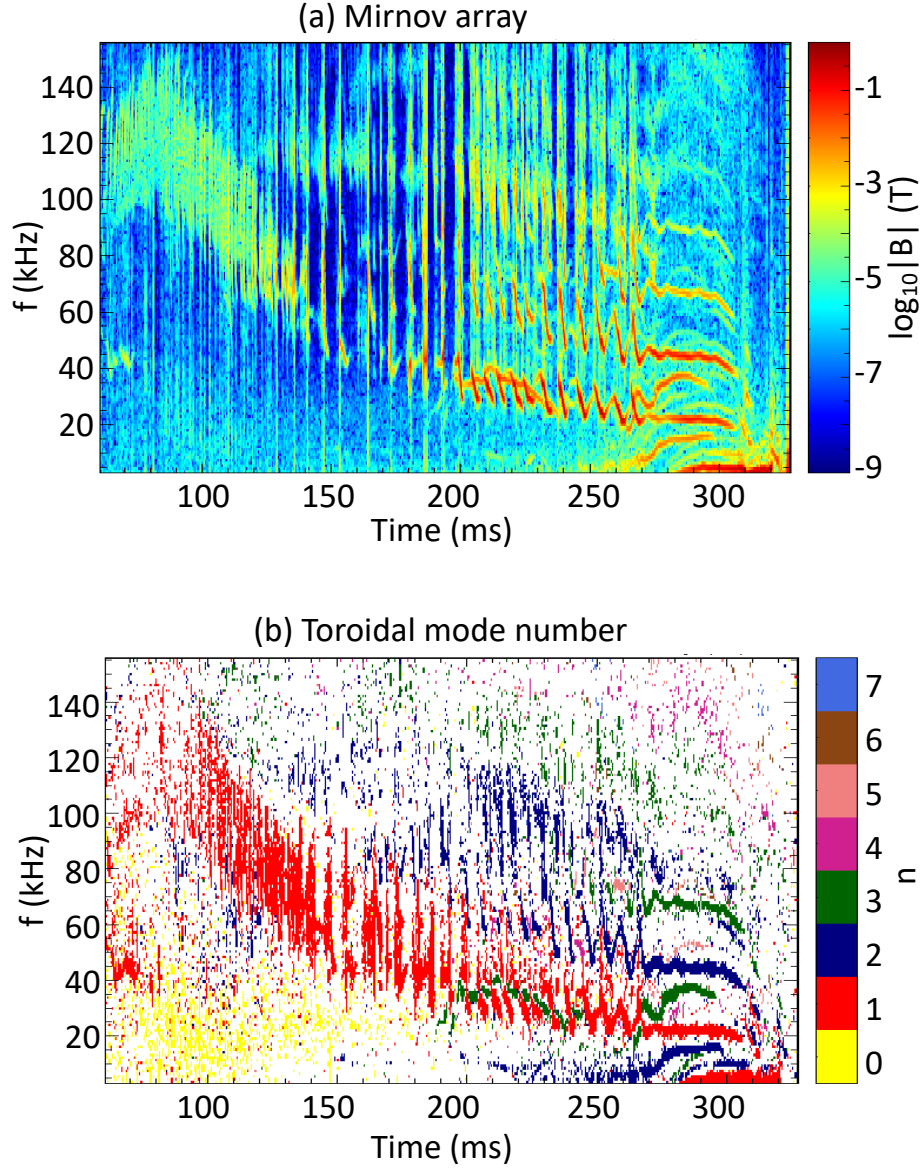 (a) Mirnov array
140
120
100
80
60
40
20
f (kHz)
100 150 200 250 300
Time (ms)
-1
-3
-5
-7
-9
log₁₀|B| (T)
(b) Toroidal mode number
140
120
100
80
60
40
20
f (kHz)
100 150 200 250 300
Time (ms)
7
6
5
4
3
2
1
0
n